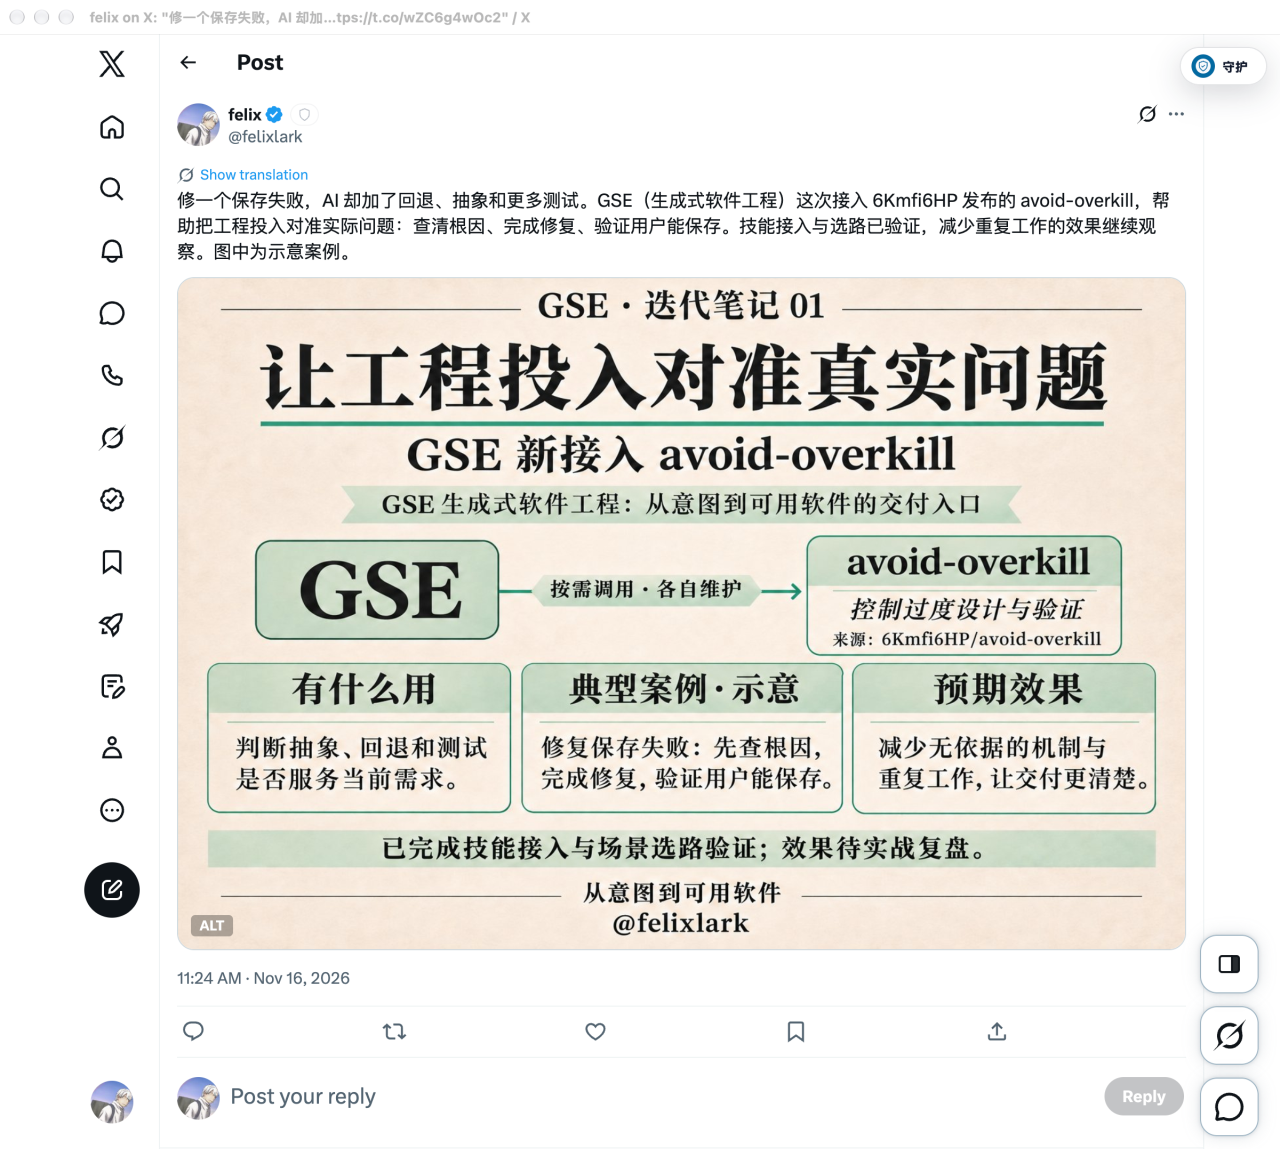 felix on X: "修一个保存失败，AI 却加...tps://t.co/wZC6g4wOc2" / X
Post
守护
felix
@felixlark
Show translation
修一个保存失败，AI 却加了回退、抽象和更多测试。GSE（生成式软件工程）这次接入 6Kmfi6HP 发布的 avoid-overkill，帮
助把工程投入对准实际问题：查清根因、完成修复、验证用户能保存。技能接入与选路已验证，减少重复工作的效果继续观
察。图中为示意案例。
GSE · 迭代笔记 01
让工程投入对准真实问题
GSE 新接入 avoid-overkill
GSE 生成式软件工程：从意图到可用软件的交付入口
GSE
按需调用 · 各自维护
avoid-overkill
控制过度设计与验证
来源：6Kmfi6HP/avoid-overkill
有什么用
判断抽象、回退和测试
是否服务当前需求。
典型案例·示意
修复保存失败：先查根因，
完成修复，验证用户能保存。
预期效果
减少无依据的机制与
重复工作，让交付更清楚。
已完成技能接入与场景选路验证；效果待实战复盘。
从意图到可用软件
@felixlark
ALT
11:24 AM · Nov 16, 2026
Post your reply
Reply